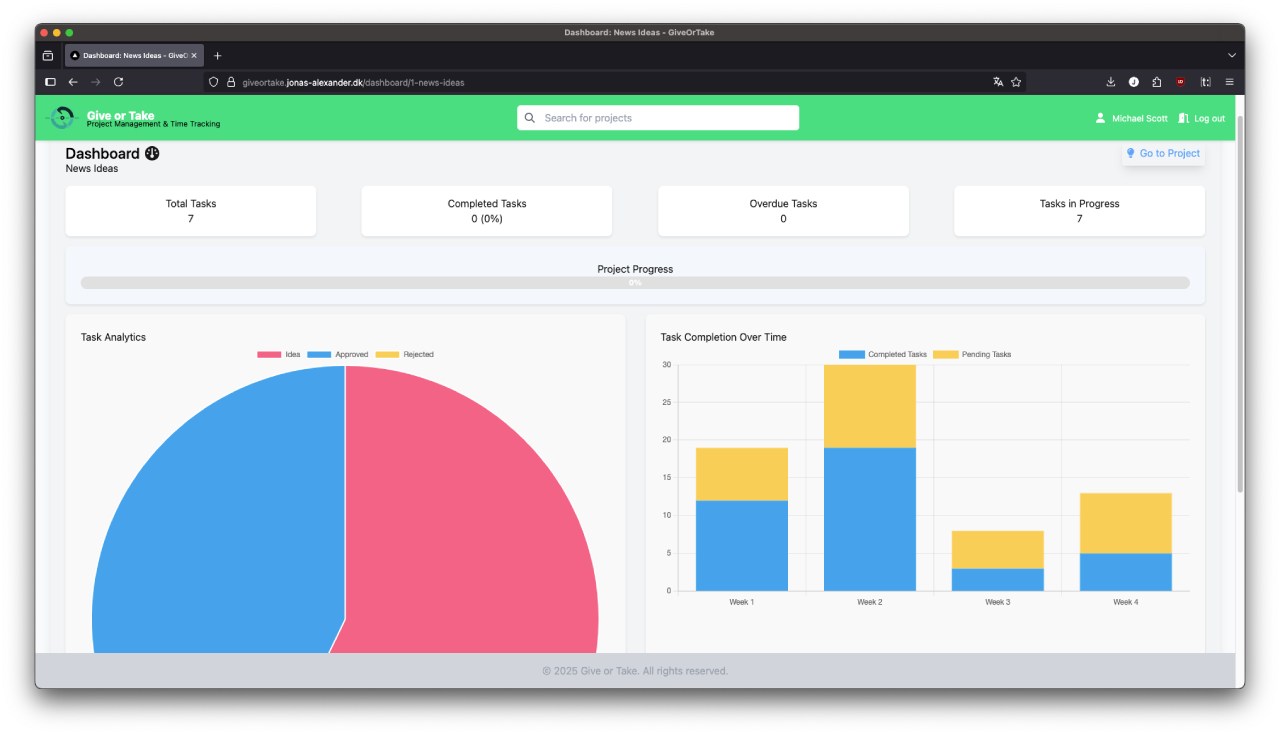 Dashboard: News Ideas - GiveOrTake
Dashboard: News Ideas - GiveO
giveortake.jonas-alexander.dk/dashboard/1-news-ideas
Give or Take
Project Management & Time Tracking
Search for projects
Michael Scott
Log out
Dashboard
News Ideas
Go to Project
Total Tasks
7
Completed Tasks
0 (0%)
Overdue Tasks
0
Tasks in Progress
7
Project Progress
0%
Task Analytics
Idea Approved Rejected
Task Completion Over Time
Completed Tasks Pending Tasks
30
25
20
15
10
5
0
Week 1 Week 2 Week 3 Week 4
© 2025 Give or Take. All rights reserved.